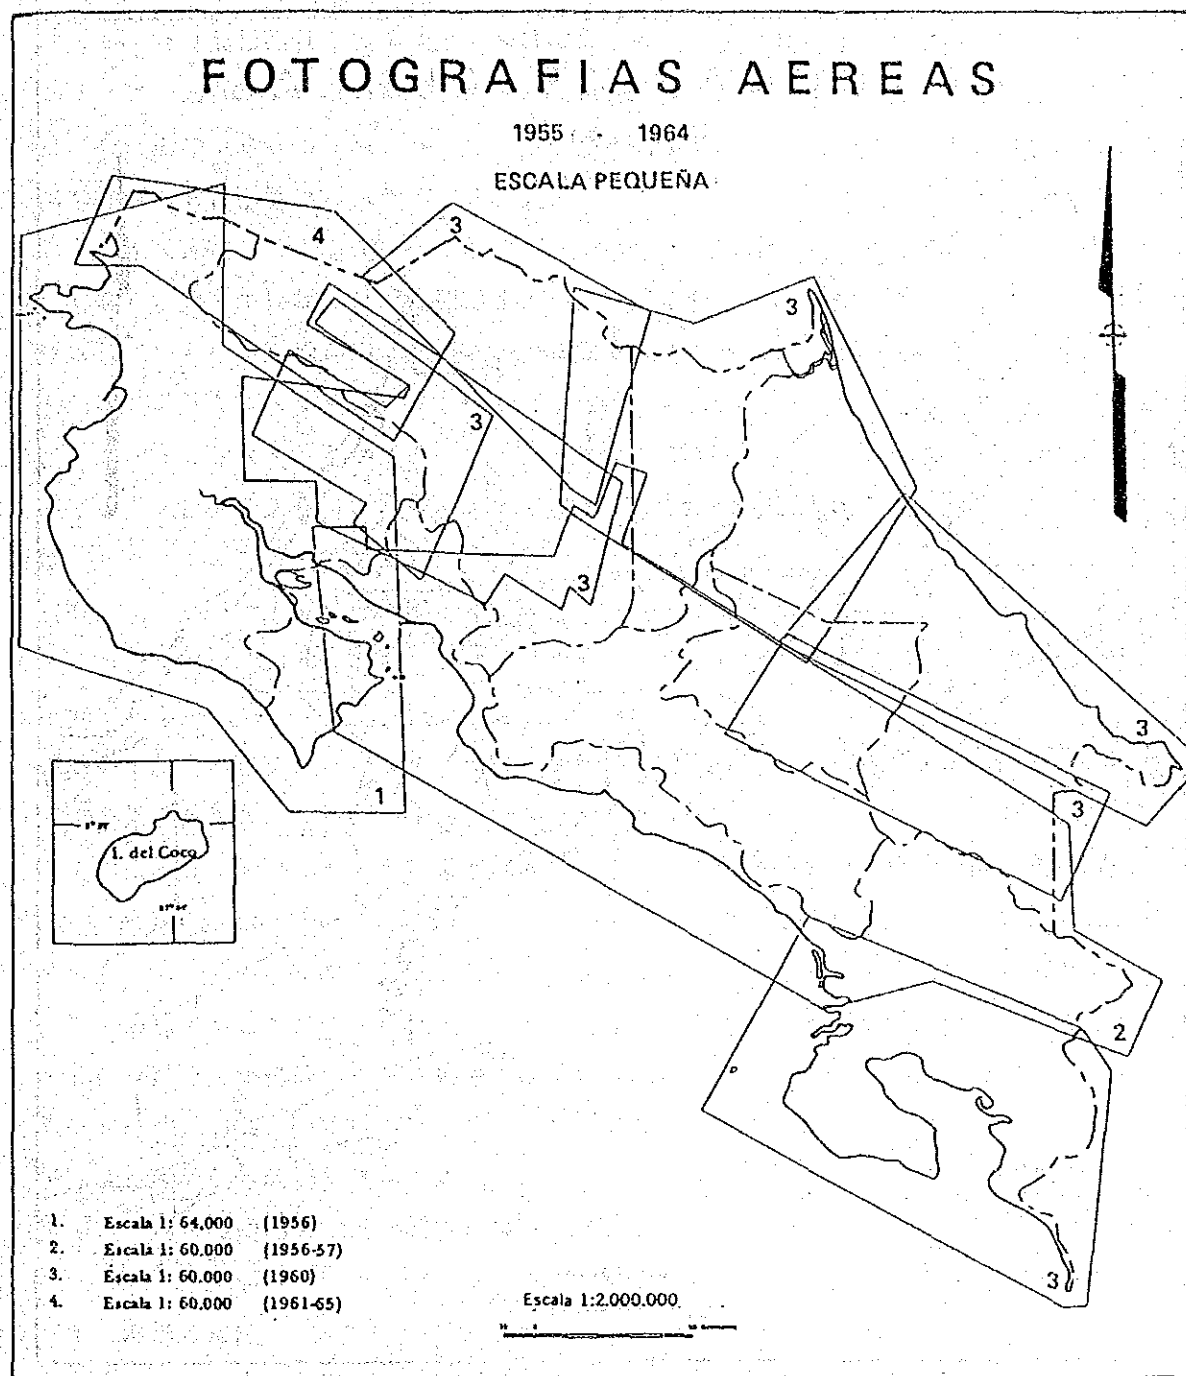 FOTOGRAFIAS AEREAS
1955 - 1964
ESCALA PEQUEÑA
4
3
3
3
3
3
3
1
I. del Coco
2
3
1. Escala 1: 64.000 (1956)
2. Escala 1: 60.000 (1956-57)
3. Escala 1: 60.000 (1960)
4. Escala 1: 60.000 (1961-65)
Escala 1:2.000.000